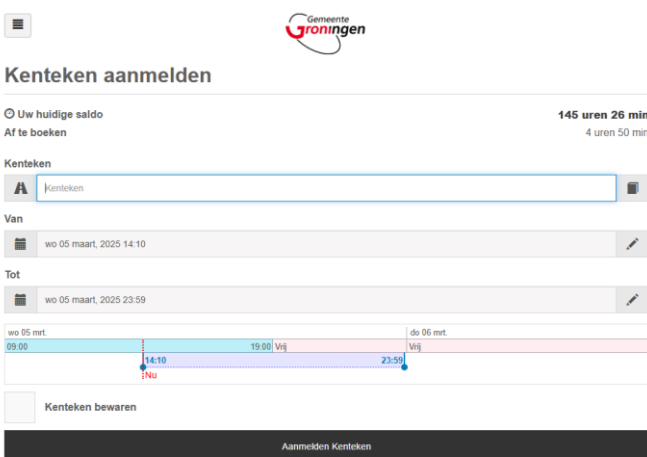 Gemeente
Groningen
Kenteken aanmelden
Uw huidige saldo 145 uren 26 min
Af te boeken 4 uren 50 min
Kenteken
Kenteken
Van
wo 05 maart, 2025 14:10
Tot
wo 05 maart, 2025 23:59
wo 05 mrt. do 06 mrt.
09:00 19:00 Vrij Vrij
14:10 23:59
Nu
Kenteken bewaren
Aanmelden Kenteken